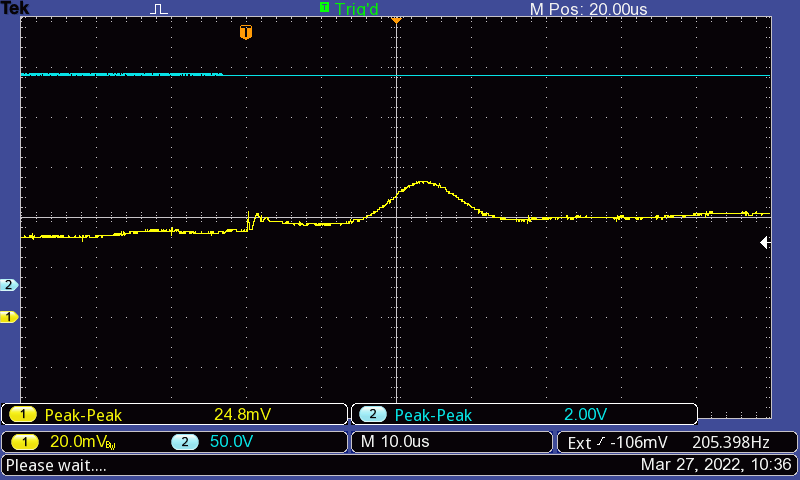 Tek T Trig'd M Pos: 20.00us
T
2
1
1 Peak-Peak 24.8mV 2 Peak-Peak 2.00V
1 20.0mVBW 2 50.0V M 10.0us Ext -106mV 205.398Hz
Please wait.... Mar 27, 2022, 10:36